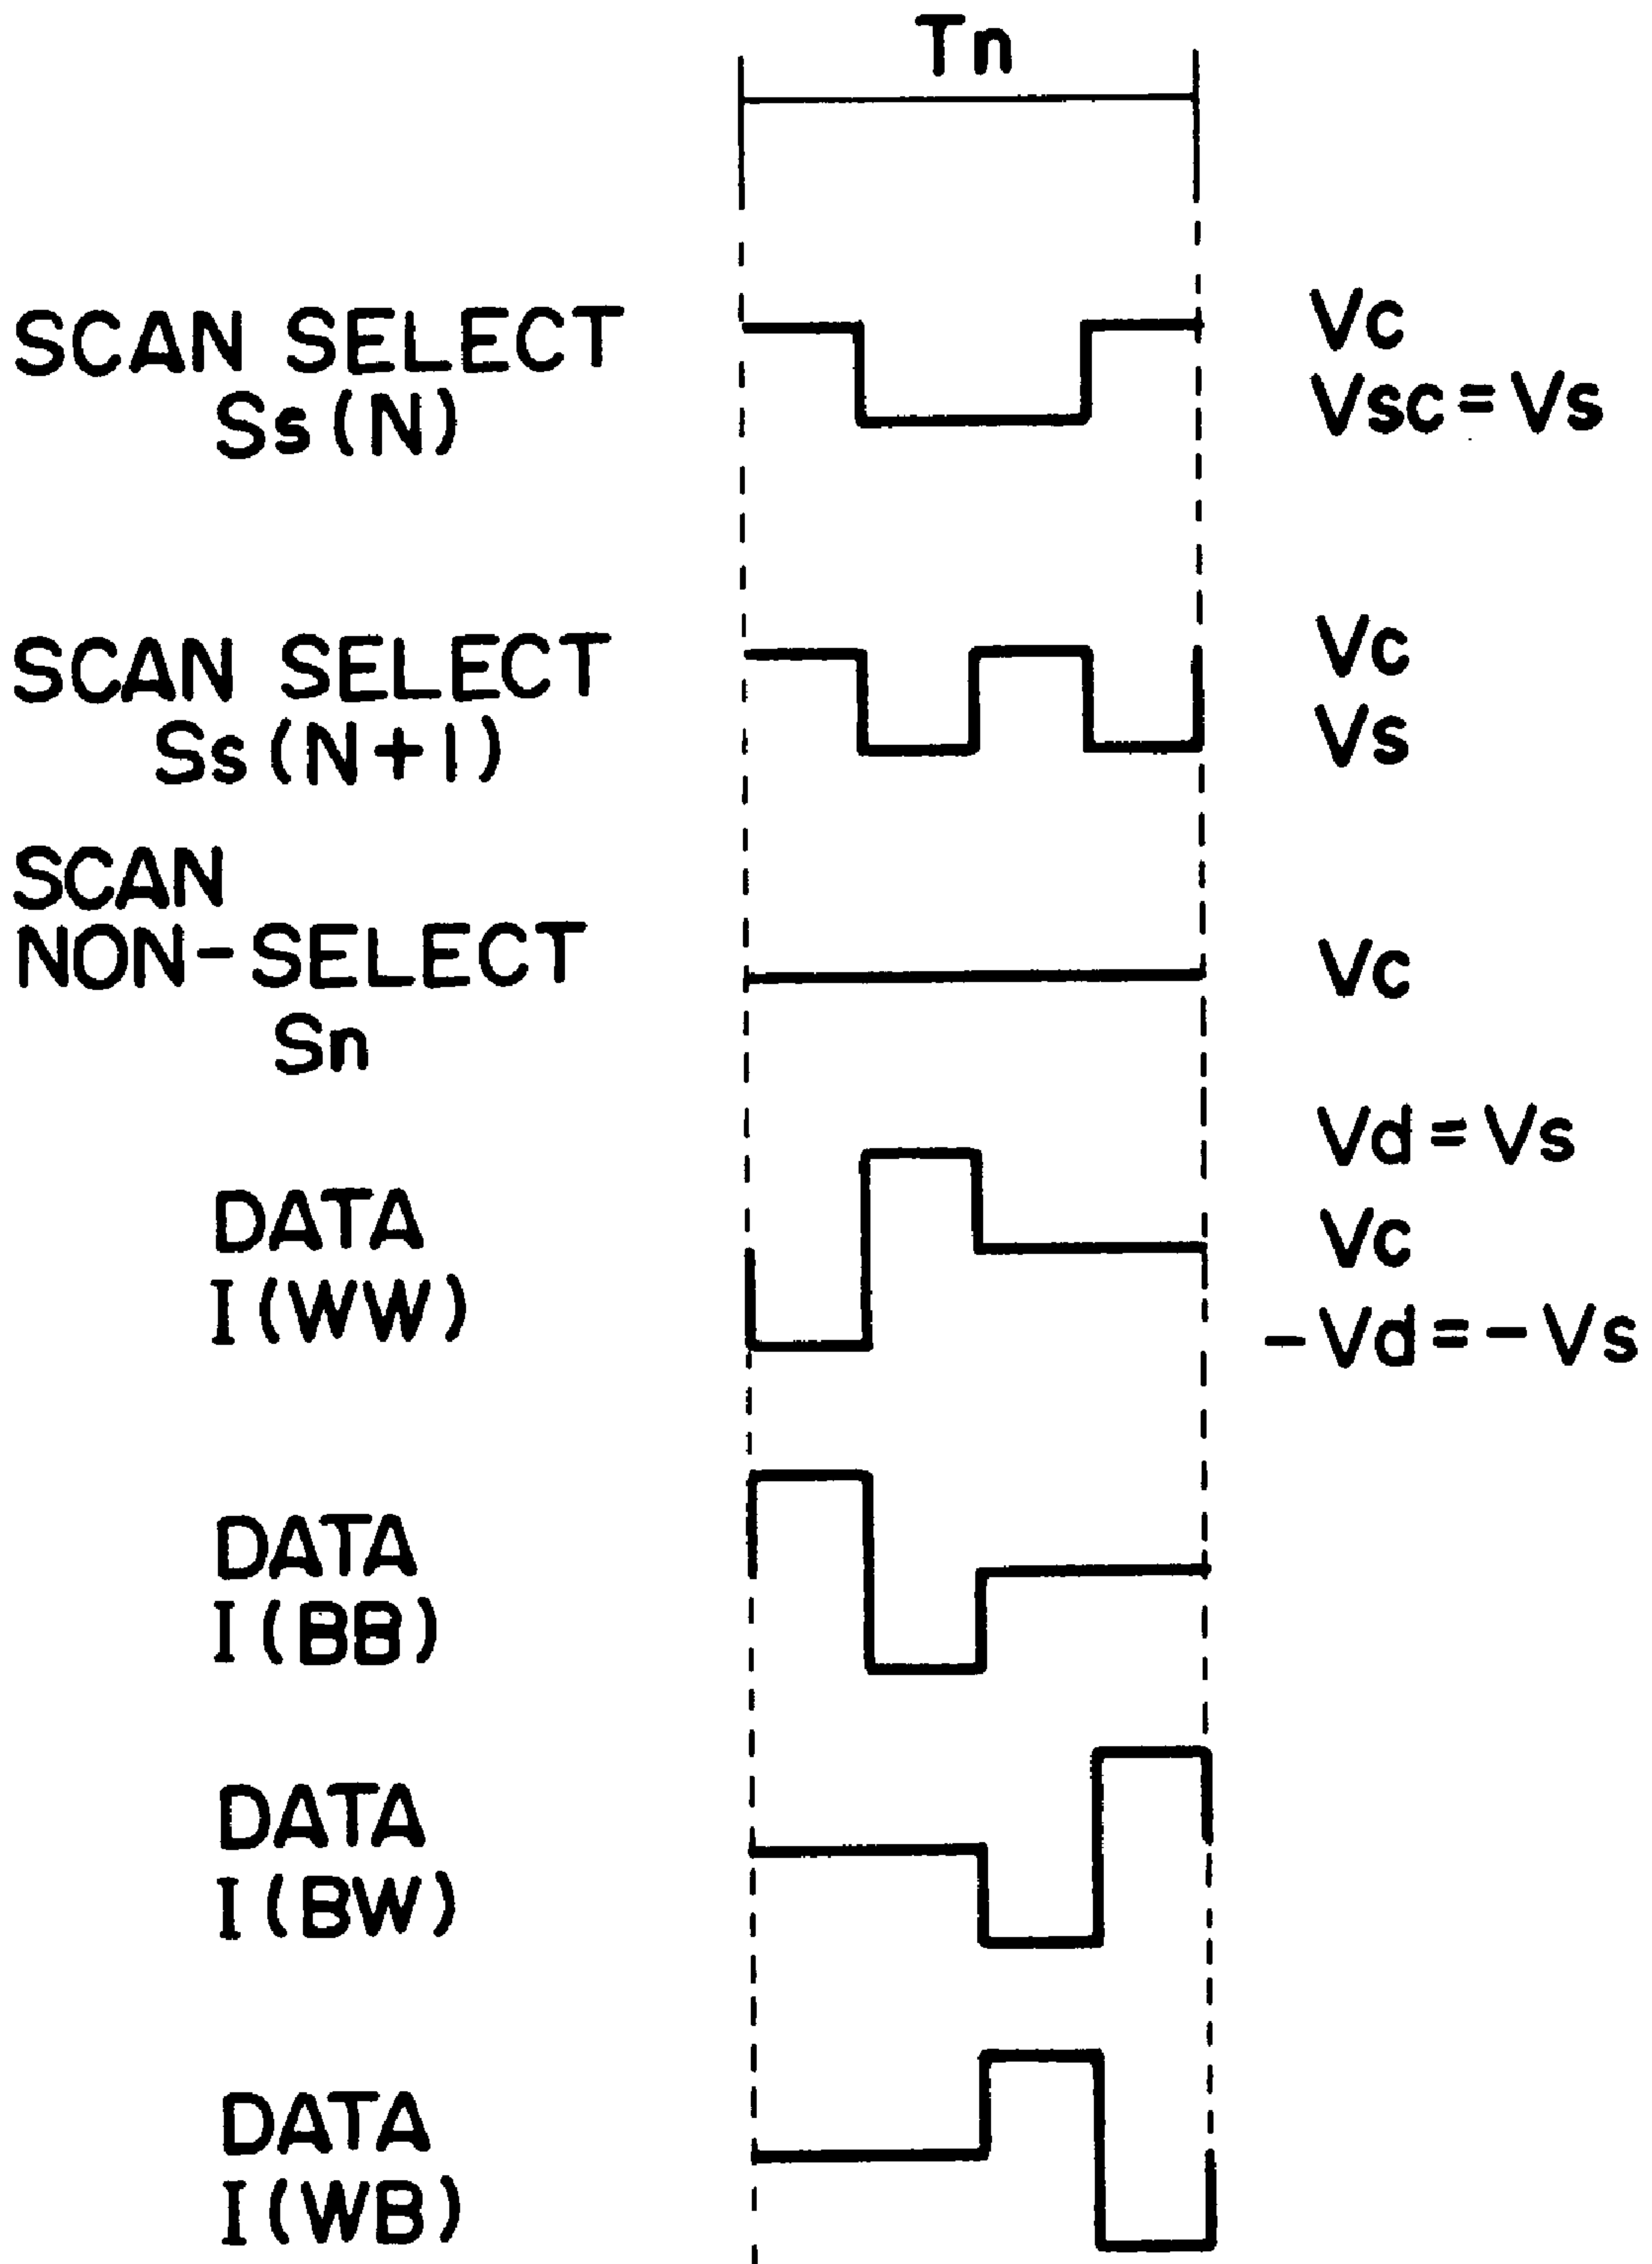 Tn
SCAN SELECT
Ss(N)
Vc
Vsc=Vs
SCAN SELECT
Ss(N+1)
Vc
Vs
SCAN
NON-SELECT
Sn
Vc
DATA
I(WW)
Vd=Vs
Vc
-Vd=-Vs
DATA
I(BB)
DATA
I(BW)
DATA
I(WB)